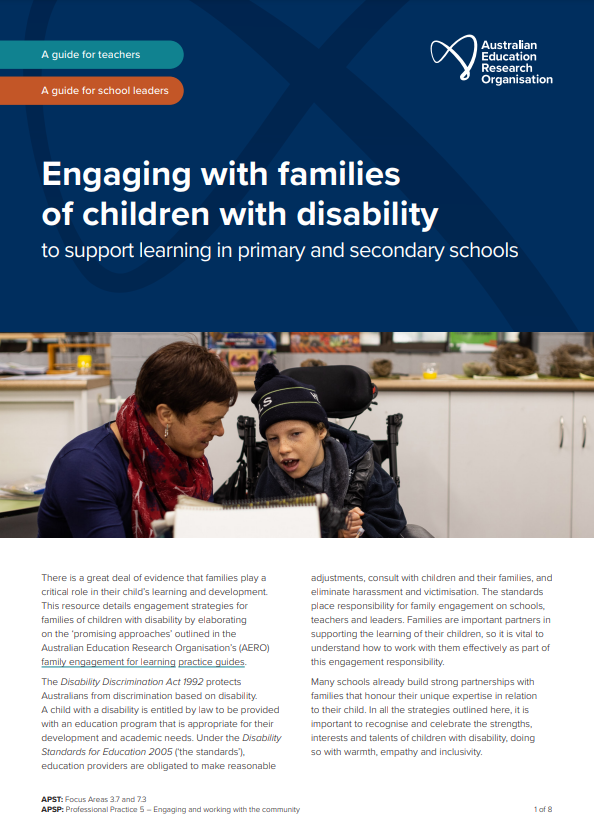 A guide for teachers
A guide for school leaders
Australian
Education
Research
Organisation
Engaging with families
of children with disability
to support learning in primary and secondary schools
There is a great deal of evidence that families play a
critical role in their child's learning and development.
This resource details engagement strategies for
families of children with disability by elaborating
on the 'promising approaches' outlined in the
Australian Education Research Organisation's (AERO)
family engagement for learning practice guides.
The Disability Discrimination Act 1992 protects
Australians from discrimination based on disability.
A child with a disability is entitled by law to be provided
with an education program that is appropriate for their
development and academic needs. Under the Disability
Standards for Education 2005 ('the standards'),
education providers are obligated to make reasonable
adjustments, consult with children and their families, and
eliminate harassment and victimisation. The standards
place responsibility for family engagement on schools,
teachers and leaders. Families are important partners in
supporting the learning of their children, so it is vital to
understand how to work with them effectively as part of
this engagement responsibility.
Many schools already build strong partnerships with
families that honour their unique expertise in relation
to their child. In all the strategies outlined here, it is
important to recognise and celebrate the strengths,
interests and talents of children with disability, doing
so with warmth, empathy and inclusivity.
APST: Focus Areas 3.7 and 7.3
APSP: Professional Practice 5 – Engaging and working with the community
1 of 8